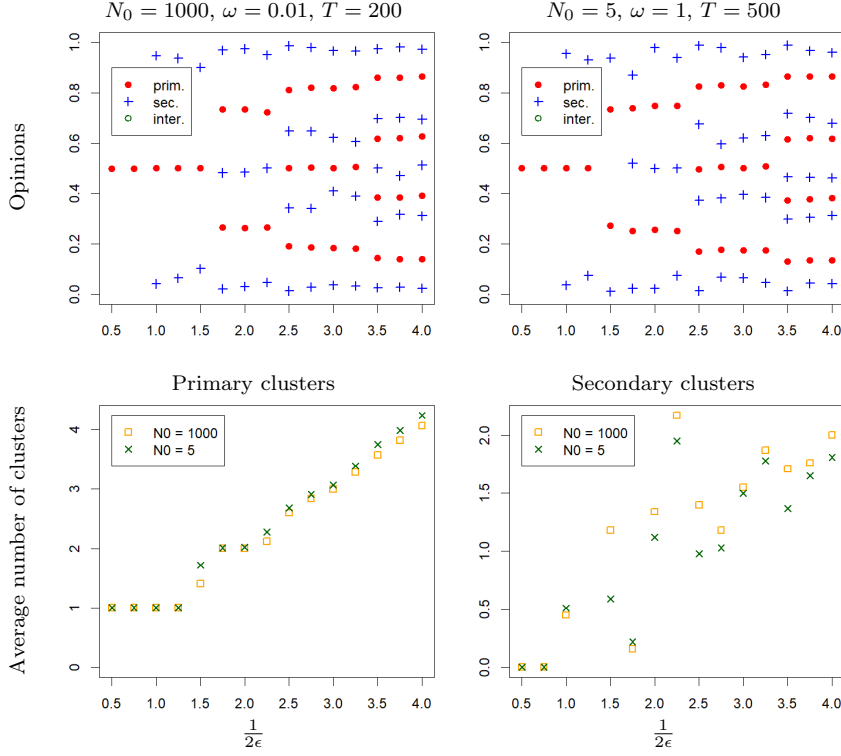 N₀ = 1000, ω = 0.01, T = 200
N₀ = 5, ω = 1, T = 500
Opinions
1.0
0.8
0.6
0.4
0.2
0.0
prim.
sec.
inter.
0.5 1.0 1.5 2.0 2.5 3.0 3.5 4.0
1.0
0.8
0.6
0.4
0.2
0.0
prim.
sec.
inter.
0.5 1.0 1.5 2.0 2.5 3.0 3.5 4.0
Primary clusters
Secondary clusters
Average number of clusters
4
3
2
1
0
N0 = 1000
N0 = 5
0.5 1.0 1.5 2.0 2.5 3.0 3.5 4.0
1
2ϵ
2.0
1.5
1.0
0.5
0.0
N0 = 1000
N0 = 5
0.5 1.0 1.5 2.0 2.5 3.0 3.5 4.0
1
2ϵ